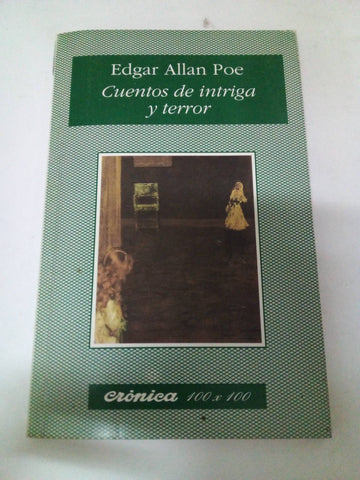 Edgar Allan Poe
Cuentos de intriga
y terror
crónica 100 x 100